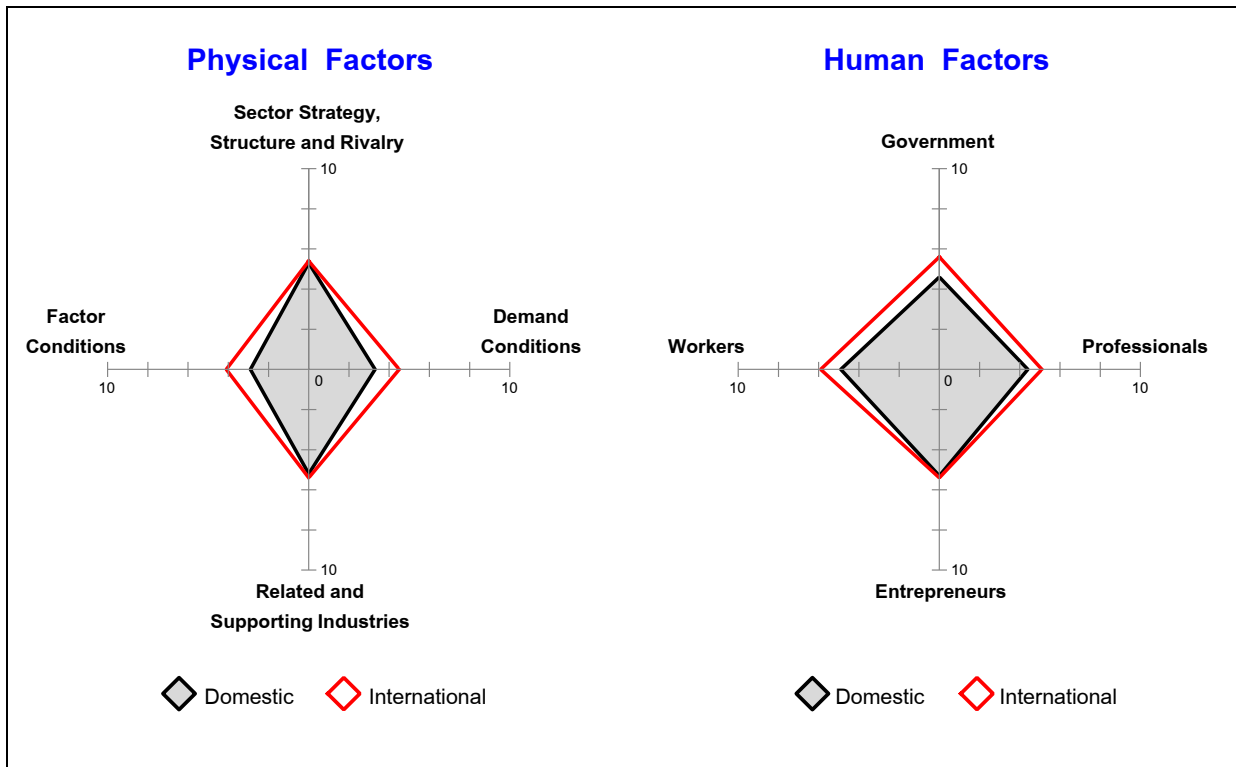 Physical Factors
Sector Strategy,
Structure and Rivalry
10
Factor
Conditions
10
0
Demand
Conditions
10
10
Related and
Supporting Industries
Domestic
International
Human Factors
Government
10
Workers
10
0
Professionals
10
10
Entrepreneurs
Domestic
International